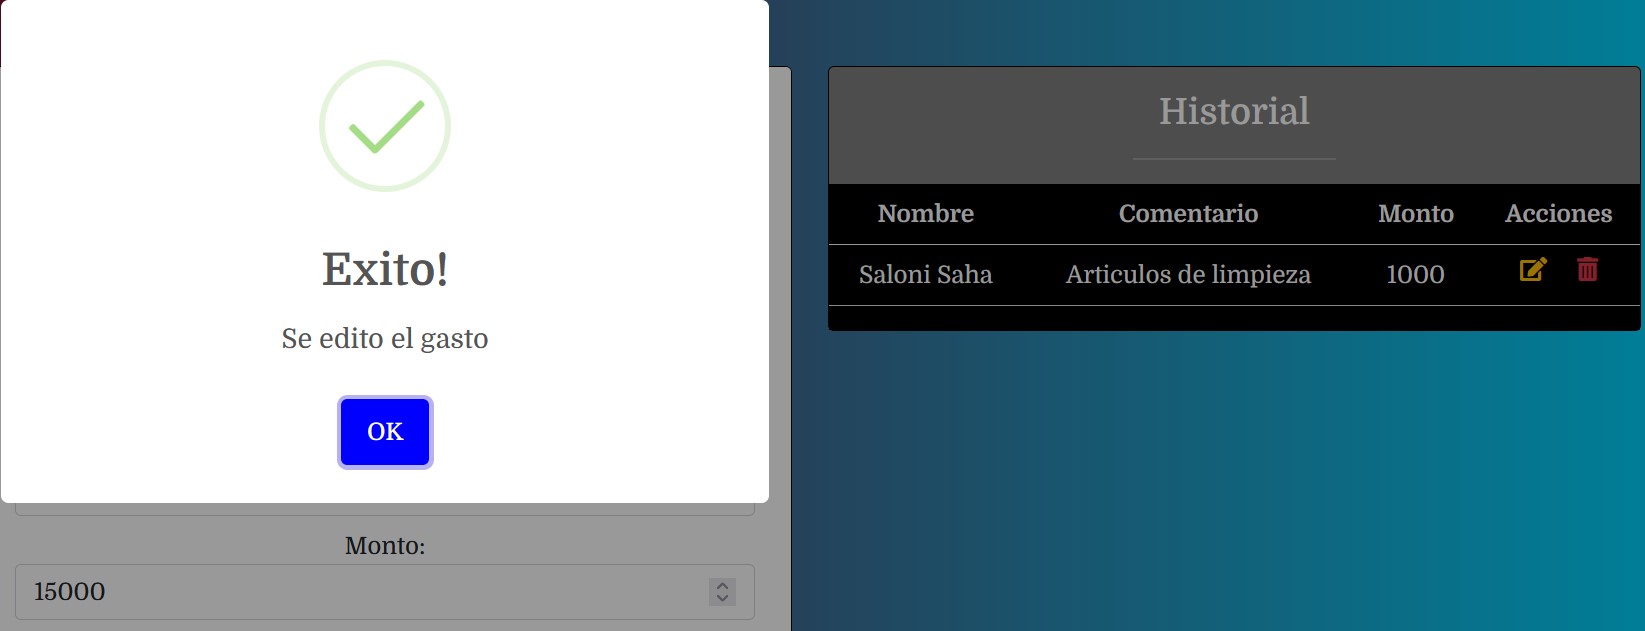 Exito!
Se edito el gasto
OK
Monto:
15000
Historial
Nombre Comentario Monto Acciones
Saloni Saha Articulos de limpieza 1000